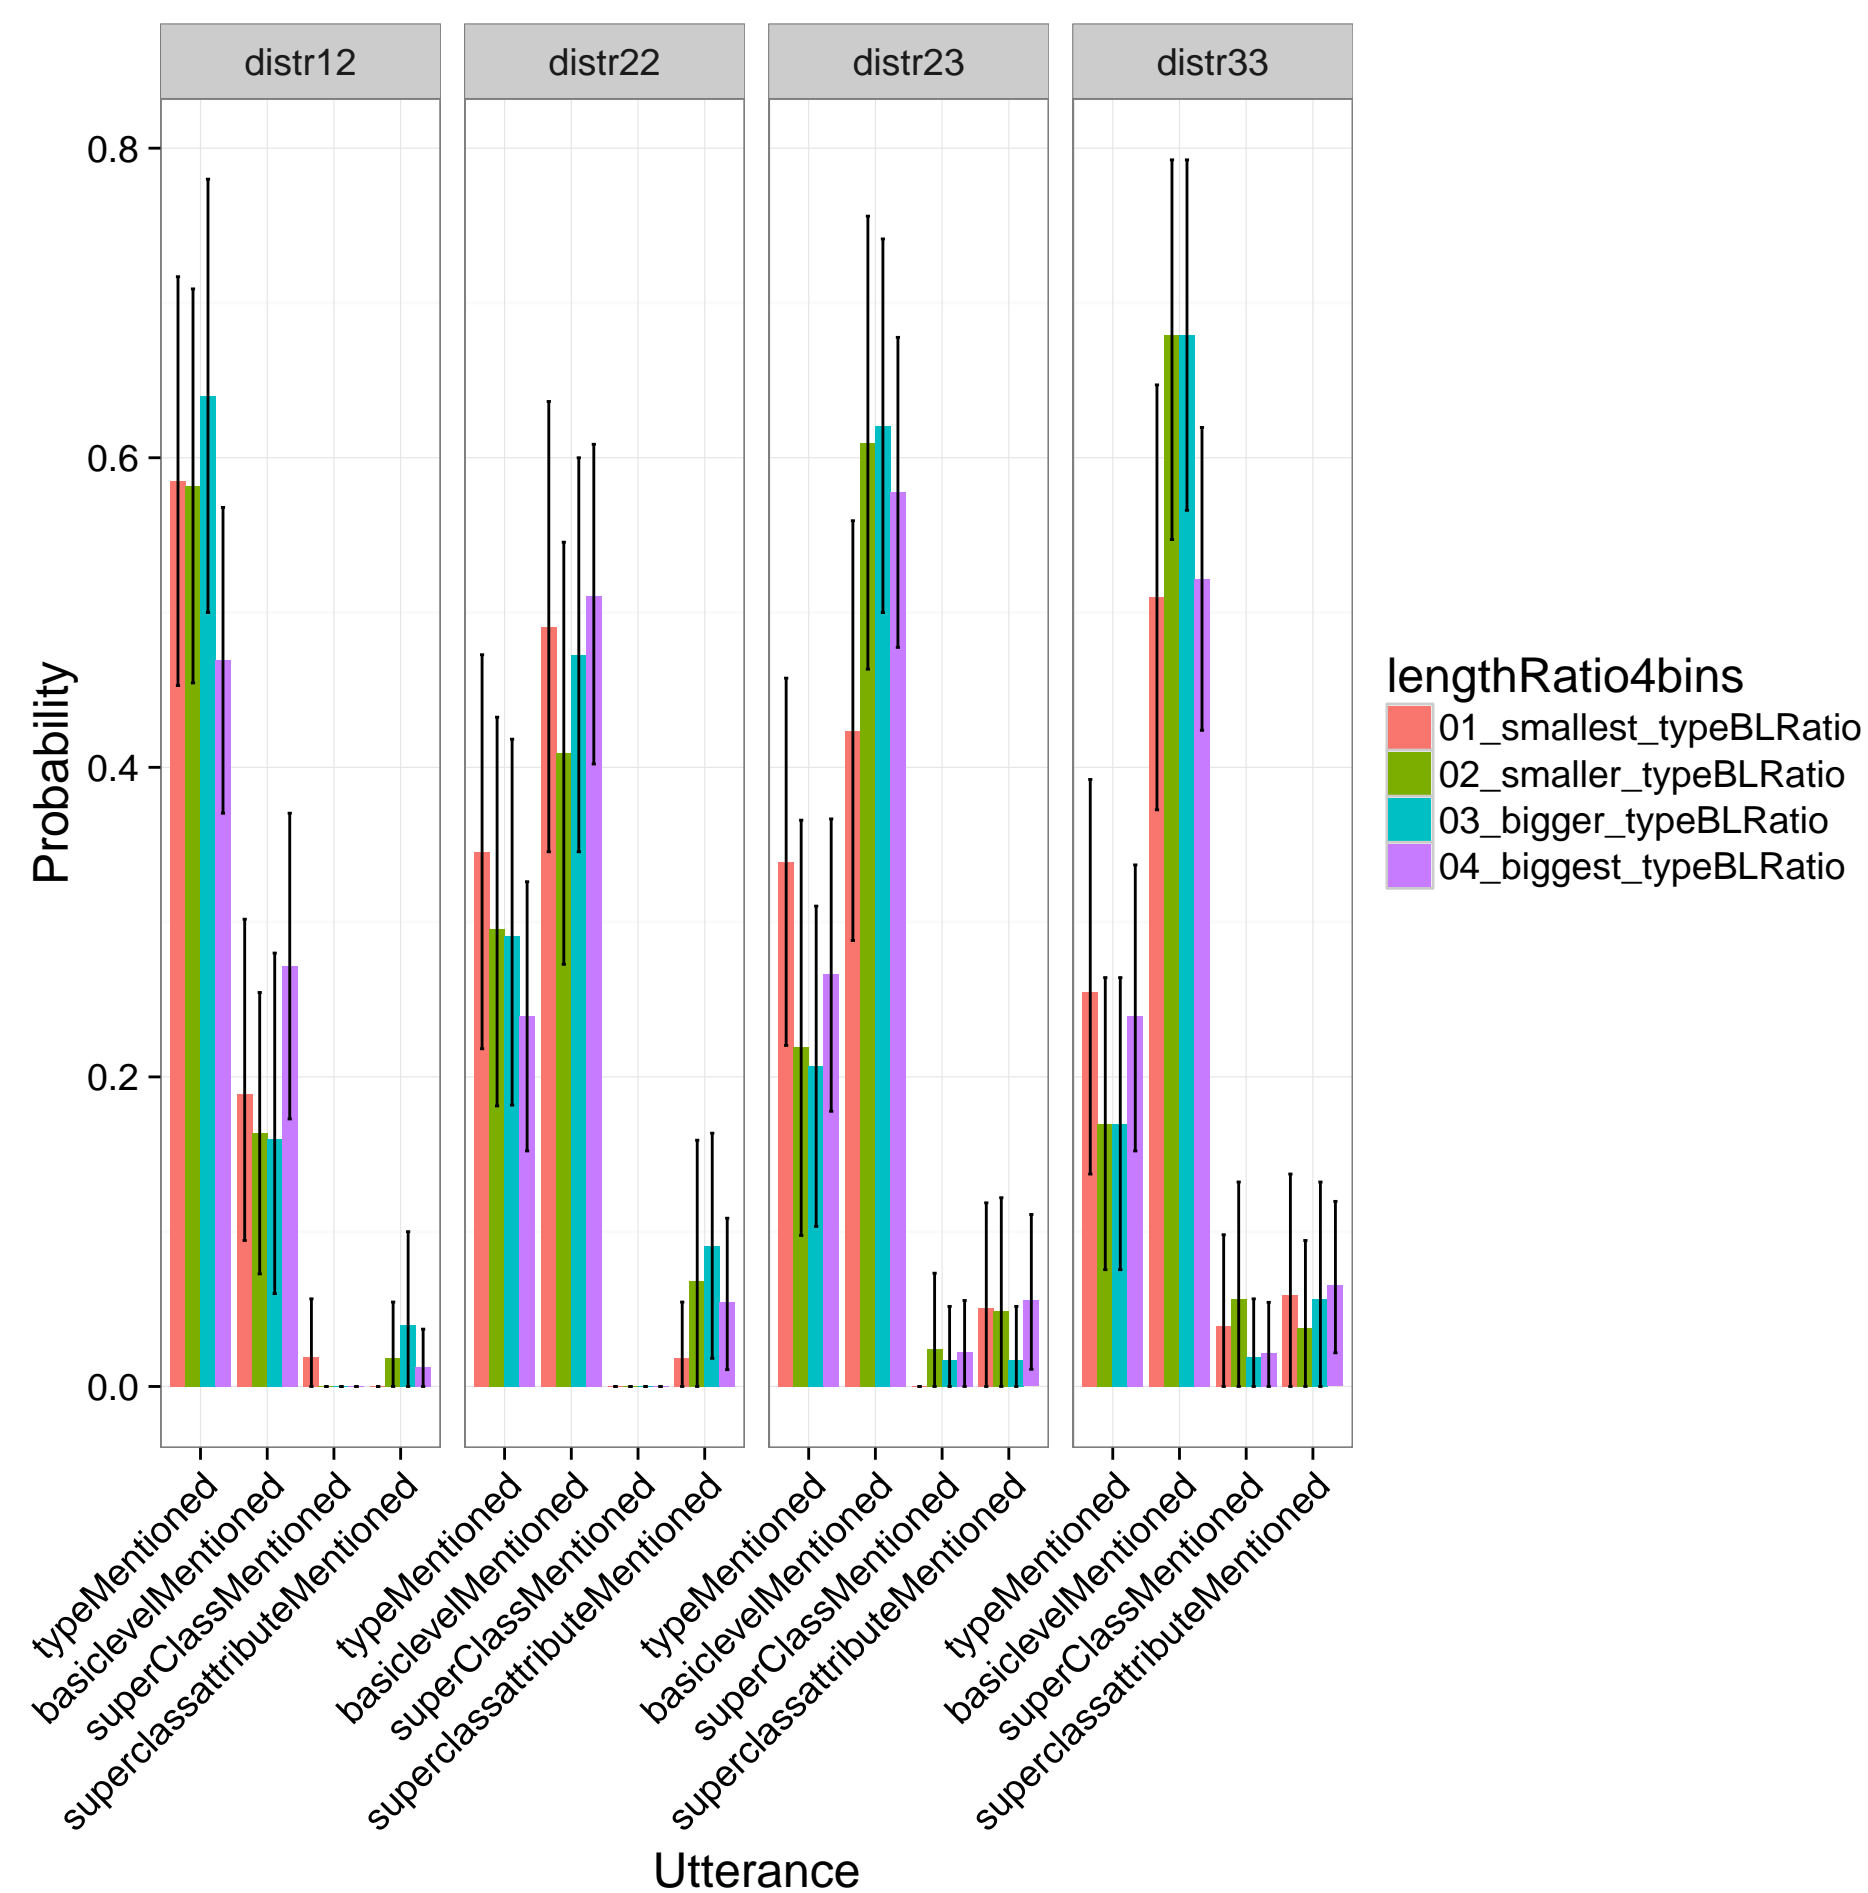 distr12 distr22 distr23 distr33
0.8
0.6
0.4
0.2
0.0
Probability
typeMentioned
basiclevelMentioned
superClassMentioned
superclassattributeMentioned
typeMentioned
basiclevelMentioned
superClassMentioned
superclassattributeMentioned
typeMentioned
basiclevelMentioned
superClassMentioned
superclassattributeMentioned
typeMentioned
basiclevelMentioned
superClassMentioned
superclassattributeMentioned
Utterance
lengthRatio4bins
01_smallest_typeBLRatio
02_smaller_typeBLRatio
03_bigger_typeBLRatio
04_biggest_typeBLRatio